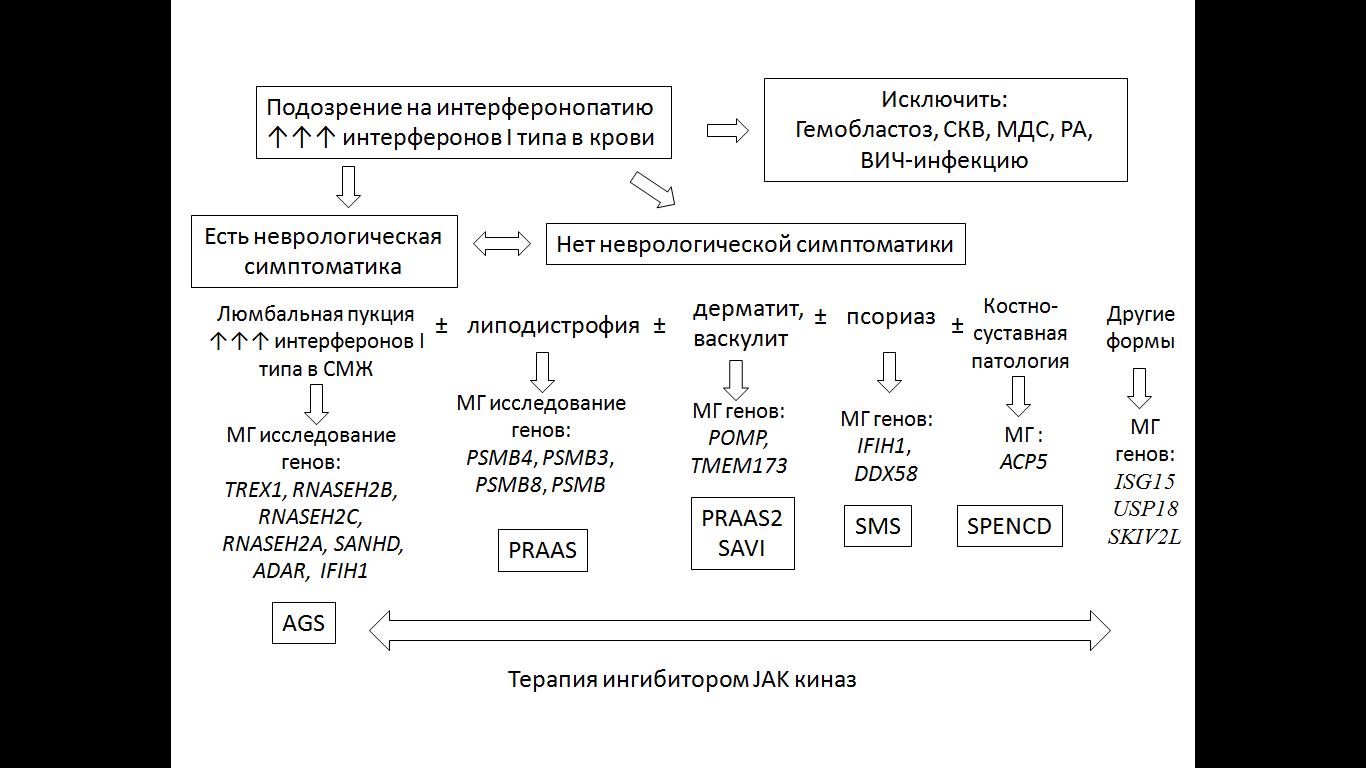 Подозрение на интерферонопатию
↑↑↑ интерферонов I типа в крови
Исключить:
Гемобластоз, СКВ, МДС, РА,
ВИЧ-инфекцию
Есть неврологическая
симптоматика
Нет неврологической симптоматики
Люмбальная пукция
↑↑↑ интерферонов I
типа в СМЖ
±
липодистрофия
±
дерматит,
васкулит
±
псориаз
±
Костно-
суставная
патология
Другие
формы
МГ исследование
генов:
TREX1, RNASEH2B,
RNASEH2C,
RNASEH2A, SANHD,
ADAR, IFIH1
МГ исследование
генов:
PSMB4, PSMB3,
PSMB8, PSMB
МГ генов:
POMP,
TMEM173
МГ генов:
IFIH1,
DDX58
МГ :
ACP5
МГ
генов:
ISG15
USP18
SKIV2L
AGS
PRAAS
PRAAS2
SAVI
SMS
SPENCD
Терапия ингибитором JAK киназ